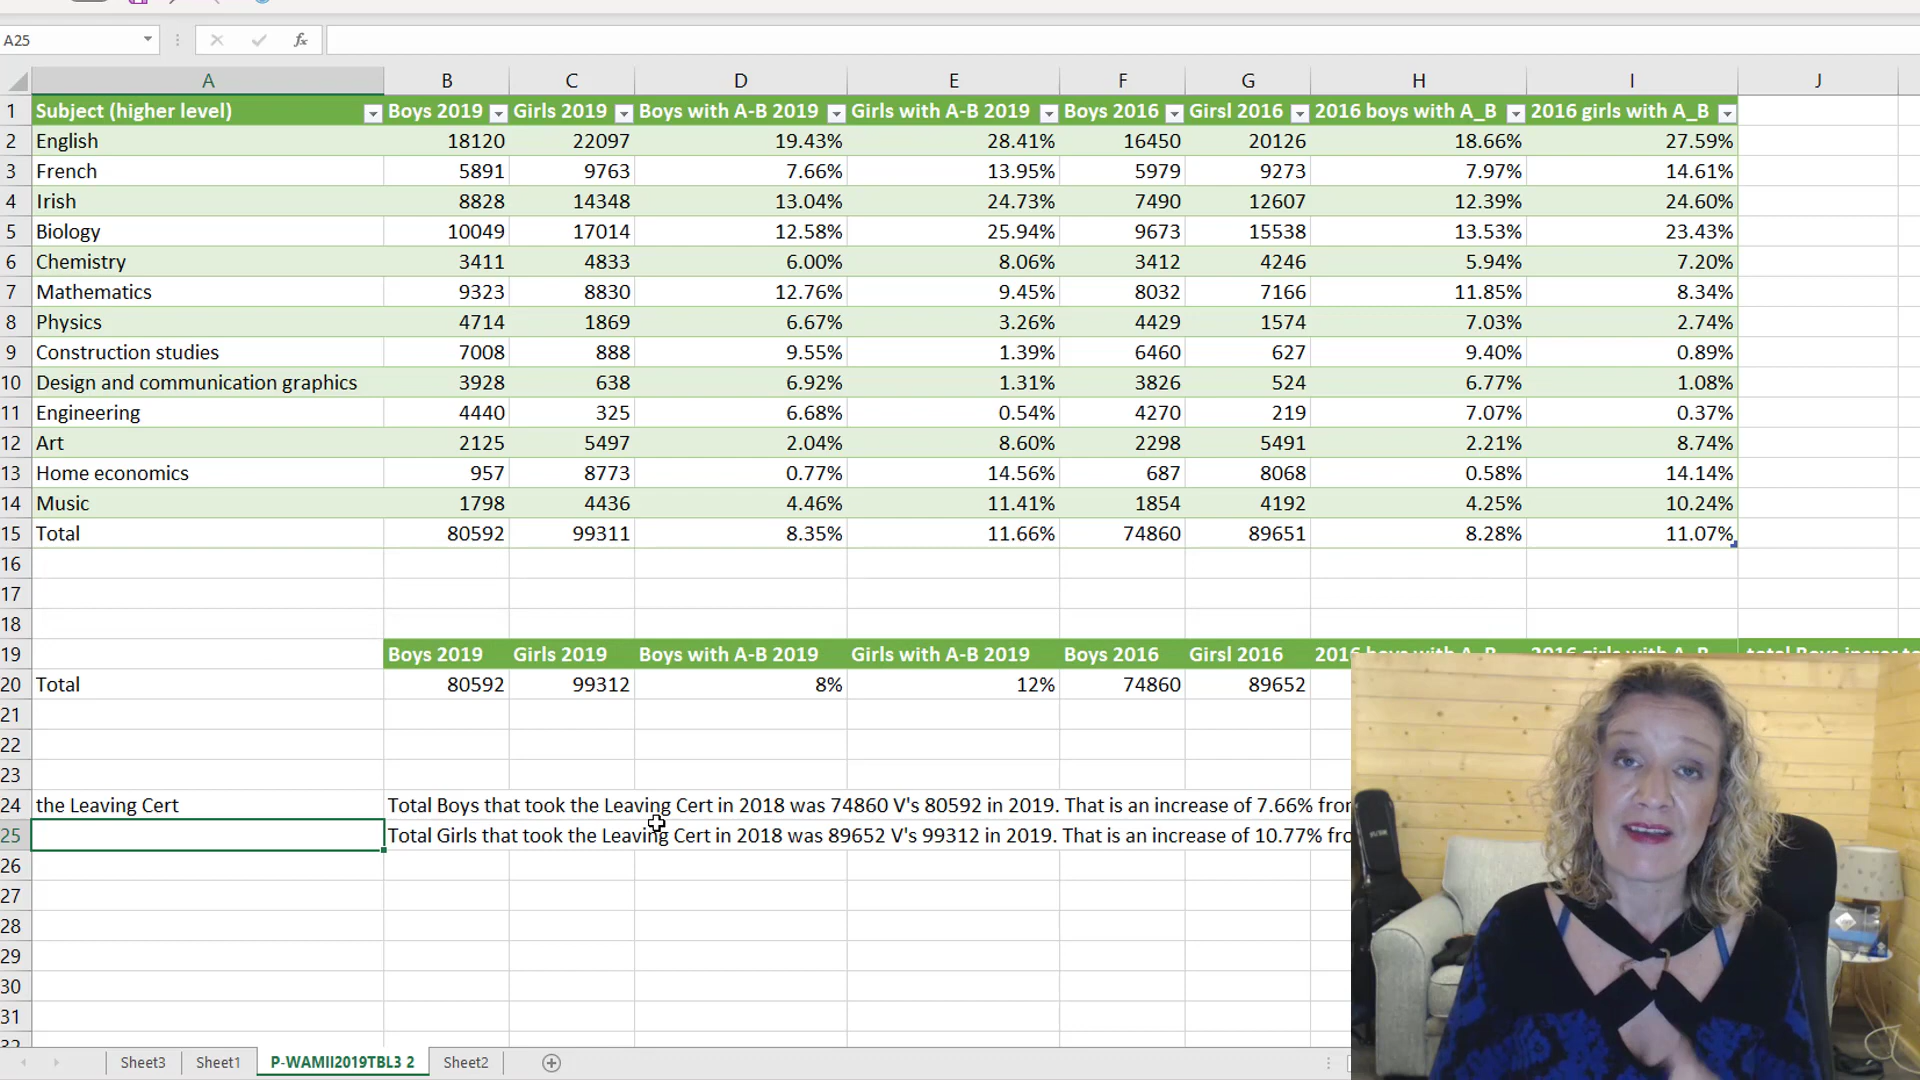 A25
fx
A B C D E F G H I J
1 Subject (higher level) Boys 2019 Girls 2019 Boys with A-B 2019 Girls with A-B 2019 Boys 2016 Girsl 2016 2016 boys with A_B 2016 girls with A_B
2 English 18120 22097 19.43% 28.41% 16450 20126 18.66% 27.59%
3 French 5891 9763 7.66% 13.95% 5979 9273 7.97% 14.61%
4 Irish 8828 14348 13.04% 24.73% 7490 12607 12.39% 24.60%
5 Biology 10049 17014 12.58% 25.94% 9673 15538 13.53% 23.43%
6 Chemistry 3411 4833 6.00% 8.06% 3412 4246 5.94% 7.20%
7 Mathematics 9323 8830 12.76% 9.45% 8032 7166 11.85% 8.34%
8 Physics 4714 1869 6.67% 3.26% 4429 1574 7.03% 2.74%
9 Construction studies 7008 888 9.55% 1.39% 6460 627 9.40% 0.89%
10 Design and communication graphics 3928 638 6.92% 1.31% 3826 524 6.77% 1.08%
11 Engineering 4440 325 6.68% 0.54% 4270 219 7.07% 0.37%
12 Art 2125 5497 2.04% 8.60% 2298 5491 2.21% 8.74%
13 Home economics 957 8773 0.77% 14.56% 687 8068 0.58% 14.14%
14 Music 1798 4436 4.46% 11.41% 1854 4192 4.25% 10.24%
15 Total 80592 99311 8.35% 11.66% 74860 89651 8.28% 11.07%
16
17
18
19 Boys 2019 Girls 2019 Boys with A-B 2019 Girls with A-B 2019 Boys 2016 Girsl 2016
20 Total 80592 99312 8% 12% 74860 89652
21
22
23
24 the Leaving Cert Total Boys that took the Leaving Cert in 2018 was 74860 V's 80592 in 2019. That is an increase of 7.66%
25 Total Girls that took the Leaving Cert in 2018 was 89652 V's 99312 in 2019. That is an increase of 10.77%
26
27
28
29
30
31
Sheet3 Sheet1 P-WAMII2019TBL3 2 Sheet2